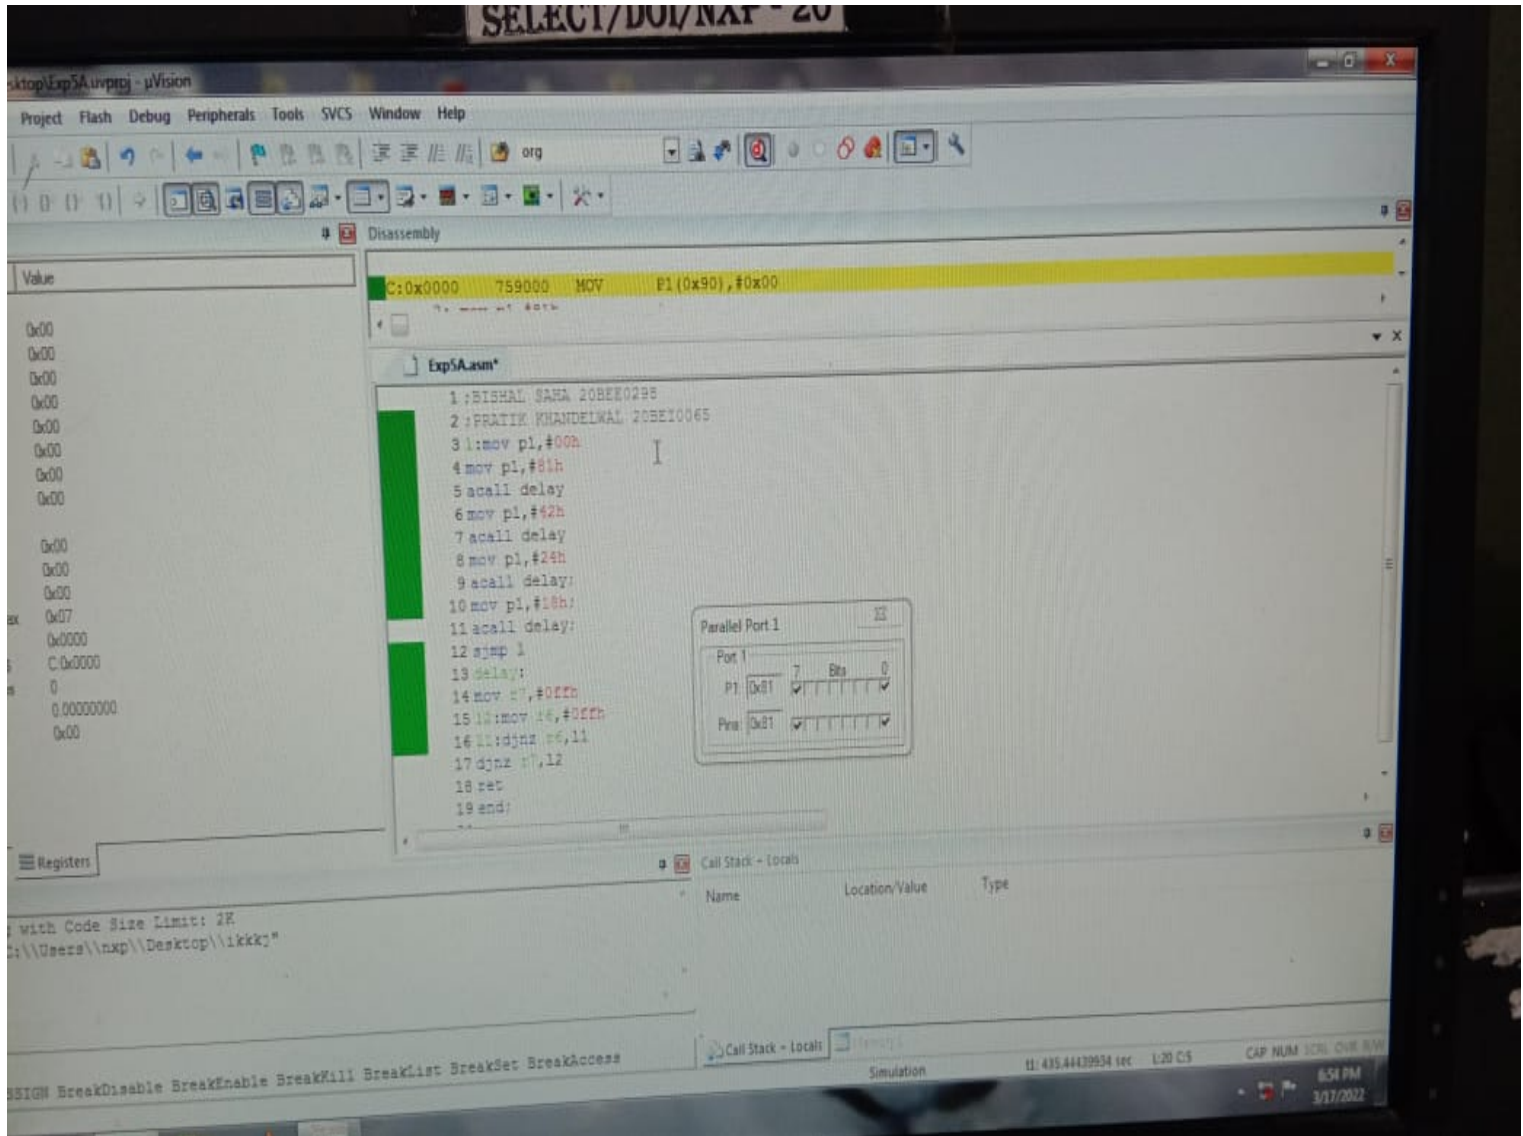 SELECT/DOI/NXP - 20
sktop\Exp5A.uvproj - µVision
Project Flash Debug Peripherals Tools SVCS Window Help
org
Disassembly
Value
C:0x0000 759000 MOV P1(0x90),#0x00
0x00
0x00
0x00
0x00
0x00
0x00
0x00
0x00
0x00
0x00
0x00
0x07
0x0000
C:0x0000
0
0.00000000
0x00
Exp5A.asm*
1 ;BISHAL SAHA 20BEE0298
2 ;PRATIK KHANDELWAL 20BEI0065
3 l:mov p1,#00h
4 mov p1,#81h
5 acall delay
6 mov p1,#42h
7 acall delay
8 mov p1,#24h
9 acall delay;
10 mov p1,#18h;
11 acall delay;
12 sjmp l
13 delay:
14 mov r7,#0ffh
15 l2:mov r6,#0ffh
16 l1:djnz r6,l1
17 djnz r7,l2
18 ret
19 end;
Parallel Port 1
Port 1
7 Bits 0
P1: 0x81
Pins: 0x81
Registers
with Code Size Limit: 2K
C:\\Users\\nxp\\Desktop\\ikkkj"
Call Stack + Locals
Name Location/Value Type
SSIGN BreakDisable BreakEnable BreakKill BreakList BreakSet BreakAccess
Call Stack + Locals
Simulation t1: 435.44439934 sec L:20 C:5 CAP NUM SCRL OVR R/W
6:54 PM
3/17/2022